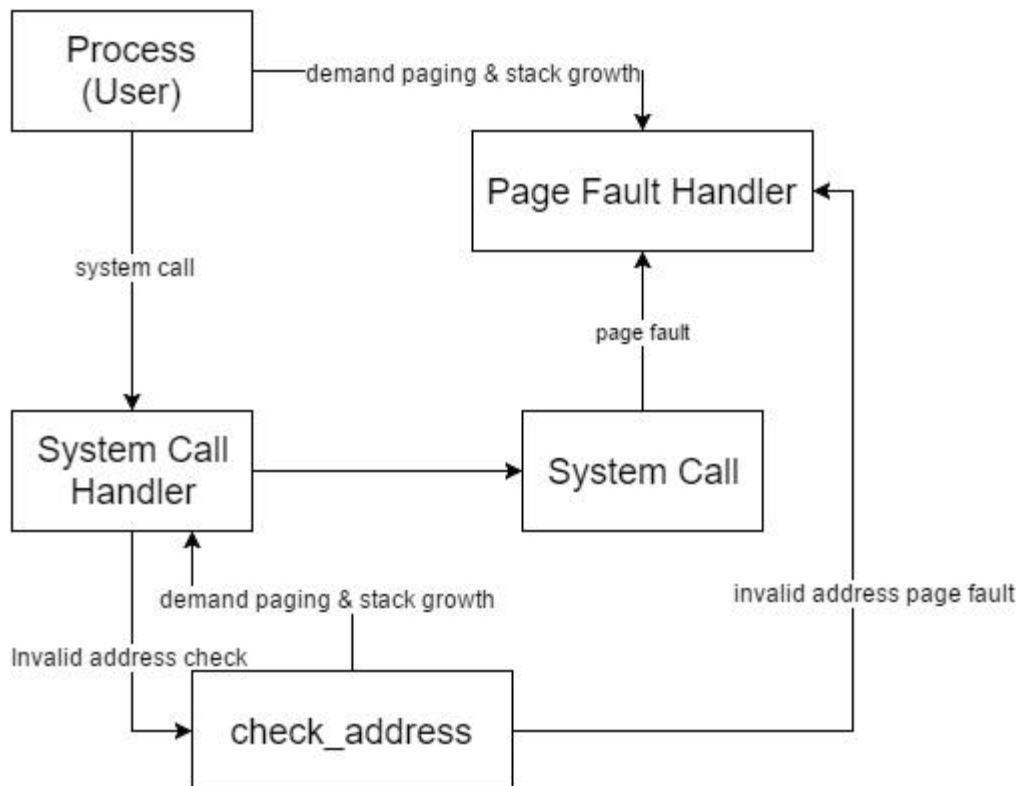 Process
(User)
demand paging & stack growth
Page Fault Handler
system call
page fault
System Call
Handler
System Call
demand paging & stack growth
invalid address page fault
Invalid address check
check_address